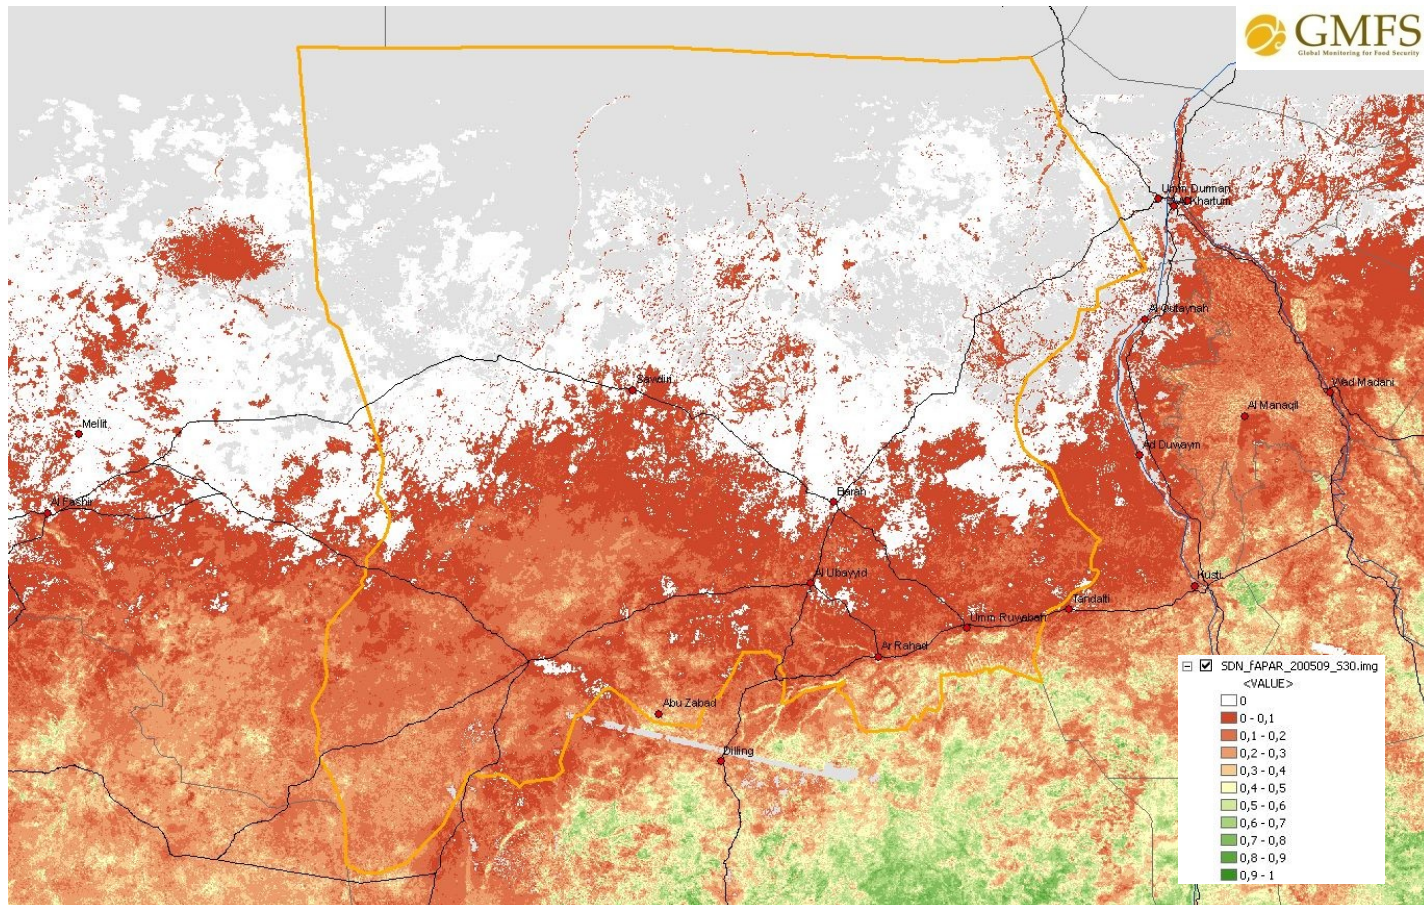 GMFS
Global Monitoring for Food Security
Umm Durman
Al Khartum
Al Qutaynah
Sawdiri
Wad Madani
Al Manaqil
Mellit
Ad Duwaym
Barah
Al Fashir
Al Ubayyid
Kusti
Tandalti
Umm Ruwabah
Ar Rahad
Abu Zabad
Dilling
SDN_fAPAR_200509_S30.img
<VALUE>
0
0 - 0,1
0,1 - 0,2
0,2 - 0,3
0,3 - 0,4
0,4 - 0,5
0,5 - 0,6
0,6 - 0,7
0,7 - 0,8
0,8 - 0,9
0,9 - 1